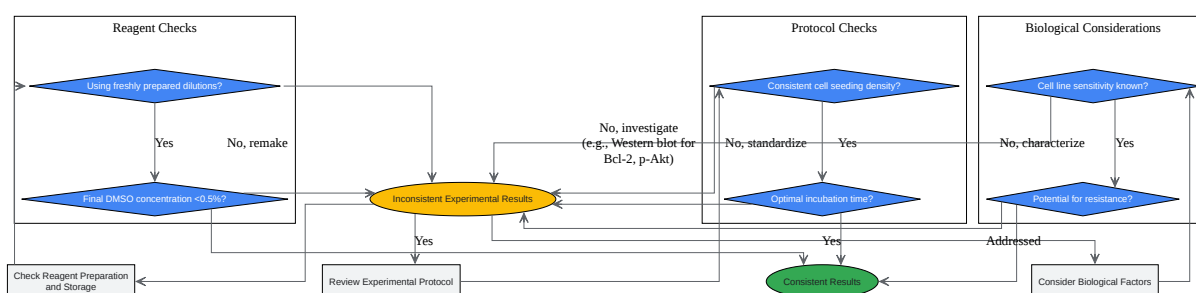 Reagent Checks
Protocol Checks
Biological Considerations
Using freshly prepared dilutions?
Consistent cell seeding density?
Cell line sensitivity known?
Yes
No, remake
No, investigate
(e.g., Western blot for
Bcl-2, p-Akt)
No, standardize
Yes
No, characterize
Yes
Final DMSO concentration <0.5%?
Inconsistent Experimental Results
Optimal incubation time?
Potential for resistance?
Yes
Yes
Addressed
Check Reagent Preparation
and Storage
Review Experimental Protocol
Consistent Results
Consider Biological Factors